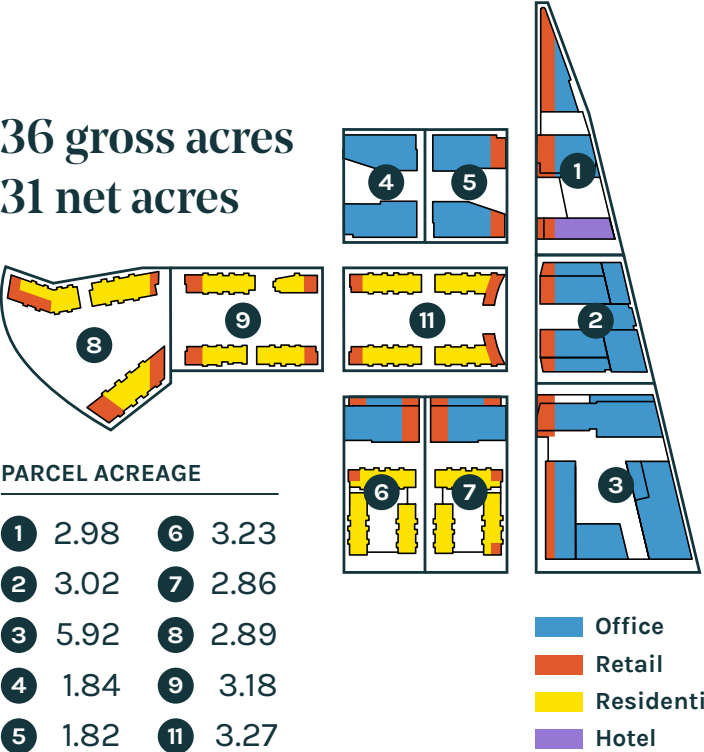 36 gross acres
31 net acres
1
4
5
2
8
9
11
3
6
7
PARCEL ACREAGE
1 2.98 6 3.23
2 3.02 7 2.86
3 5.92 8 2.89
4 1.84 9 3.18
5 1.82 11 3.27
Office
Retail
Residenti
Hotel